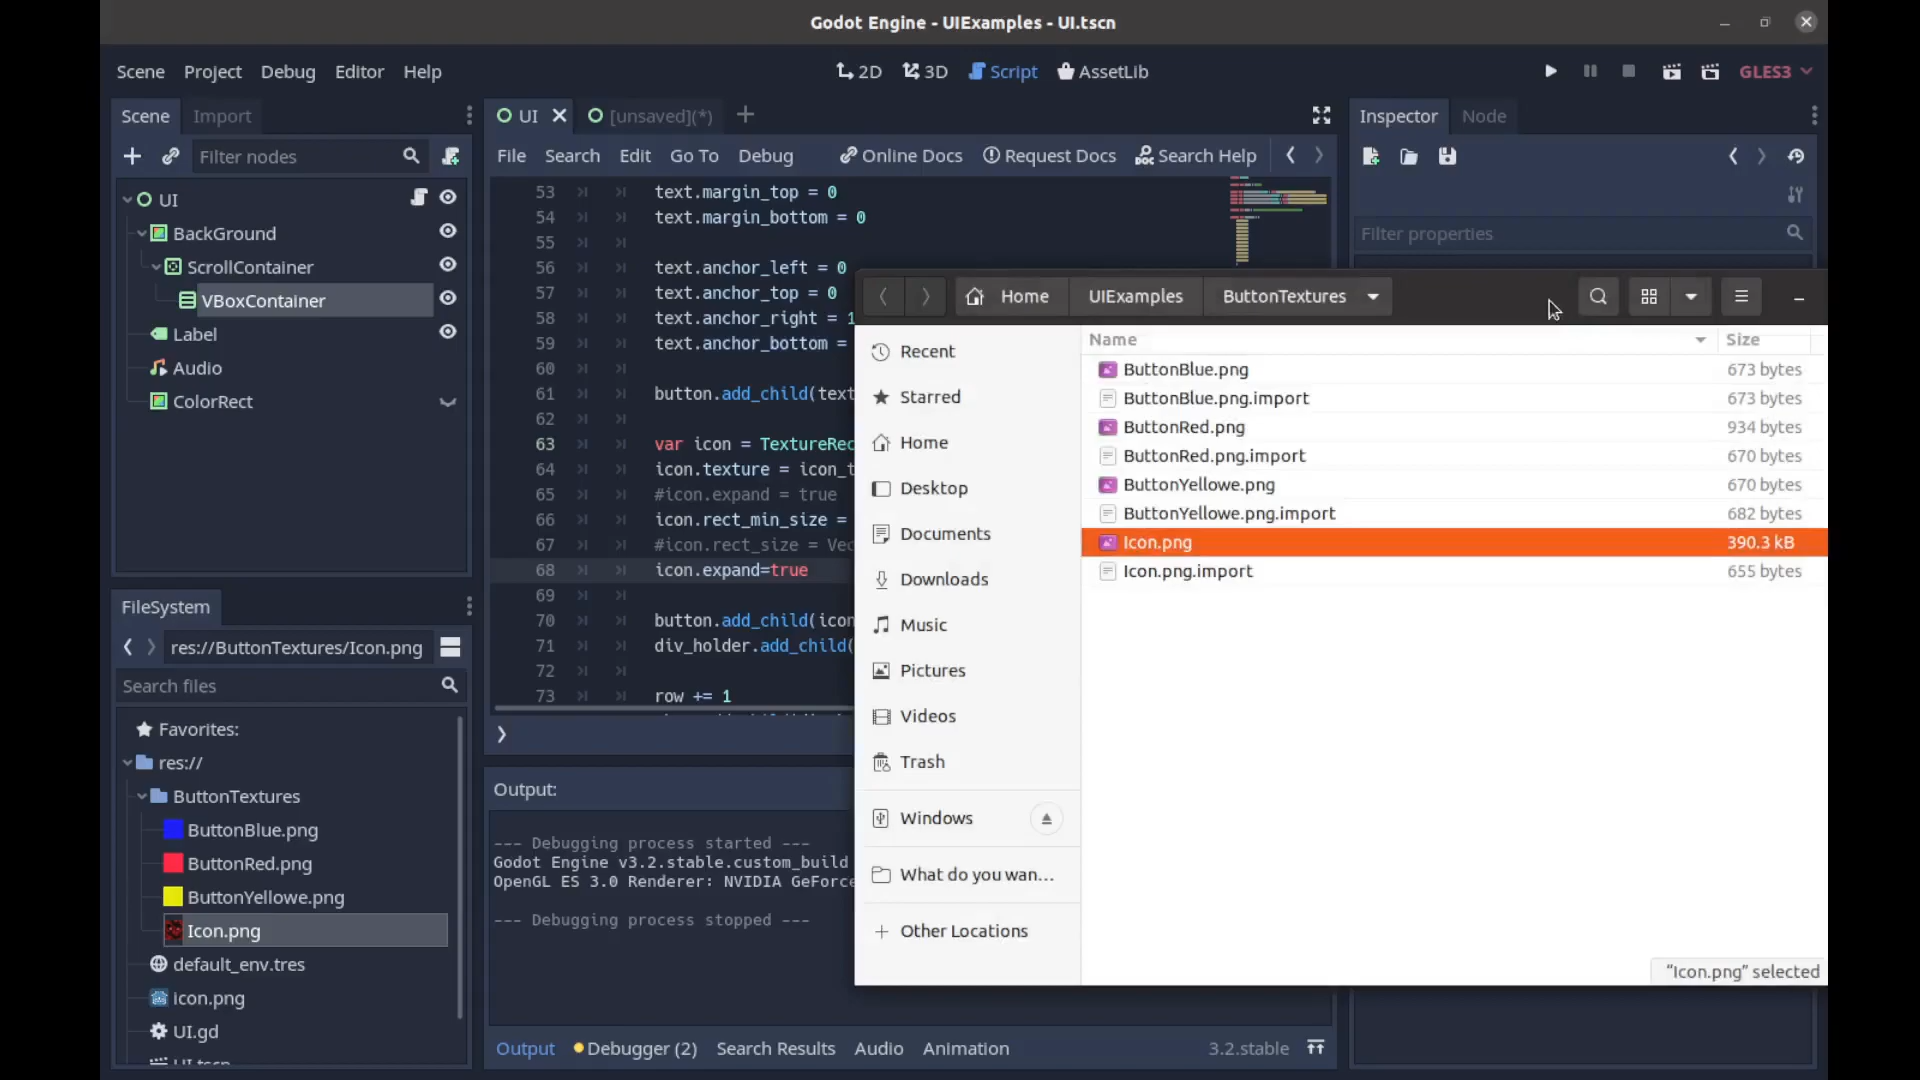 Godot Engine - UIExamples - UI.tscn
Scene Project Debug Editor Help
2D 3D Script AssetLib
GLES3
Scene Import
UI [unsaved](*)
Inspector Node
Filter nodes
File Search Edit Go To Debug Online Docs Request Docs Search Help
UI
BackGround
ScrollContainer
VBoxContainer
Label
Audio
ColorRect
Filter properties
53 text.margin_top = 0
54 text.margin_bottom = 0
55
56 text.anchor_left = 0
57 text.anchor_top = 0
58 text.anchor_right = 1
59 text.anchor_bottom =
60
61 button.add_child(text
62
63 var icon = TextureRec
64 icon.texture = icon_t
65 #icon.expand = true
66 icon.rect_min_size =
67 #icon.rect_size = Vec
68 icon.expand=true
69
70 button.add_child(icon
71 div_holder.add_child(
72
73 row += 1
Home UIExamples ButtonTextures
Recent
Starred
Home
Desktop
Documents
Downloads
Music
Pictures
Videos
Trash
Windows
What do you wan...
Other Locations
Name Size
ButtonBlue.png 673 bytes
ButtonBlue.png.import 673 bytes
ButtonRed.png 934 bytes
ButtonRed.png.import 670 bytes
ButtonYellowe.png 670 bytes
ButtonYellowe.png.import 682 bytes
Icon.png 390.3 kB
Icon.png.import 655 bytes
"Icon.png" selected
FileSystem
res://ButtonTextures/Icon.png
Search files
Favorites:
res://
ButtonTextures
ButtonBlue.png
ButtonRed.png
ButtonYellowe.png
Icon.png
default_env.tres
icon.png
UI.gd
UI.tscn
Output:
--- Debugging process started ---
Godot Engine v3.2.stable.custom_build
OpenGL ES 3.0 Renderer: NVIDIA GeForce
--- Debugging process stopped ---
Output Debugger (2) Search Results Audio Animation 3.2.stable